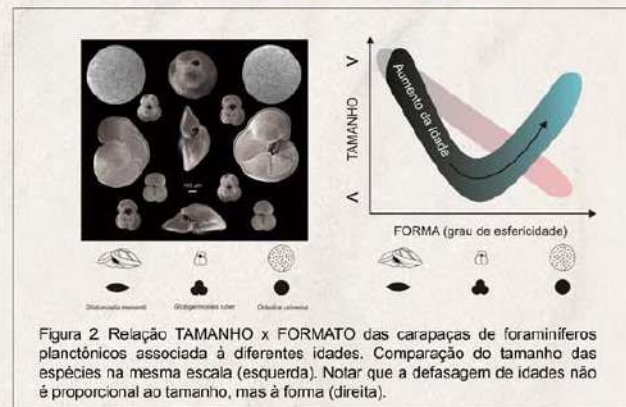 100 µm
TAMANHO
>
<
Aumento da idade
FORMA (grau de esfericidade)
Globigerinoides ruber
Orbulina universa
Figura 2. Relação TAMANHO x FORMATO das carapaças de foraminíferos
planctônicos associada à diferentes idades. Comparação do tamanho das
espécies na mesma escala (esquerda). Notar que a defasagem de idades não
é proporcional ao tamanho, mas à forma (direita).